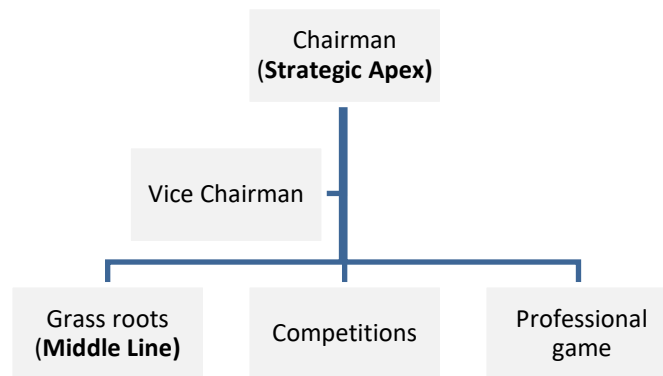 Chairman
(Strategic Apex)
Vice Chairman
Grass roots
(Middle Line)
Competitions
Professional
game